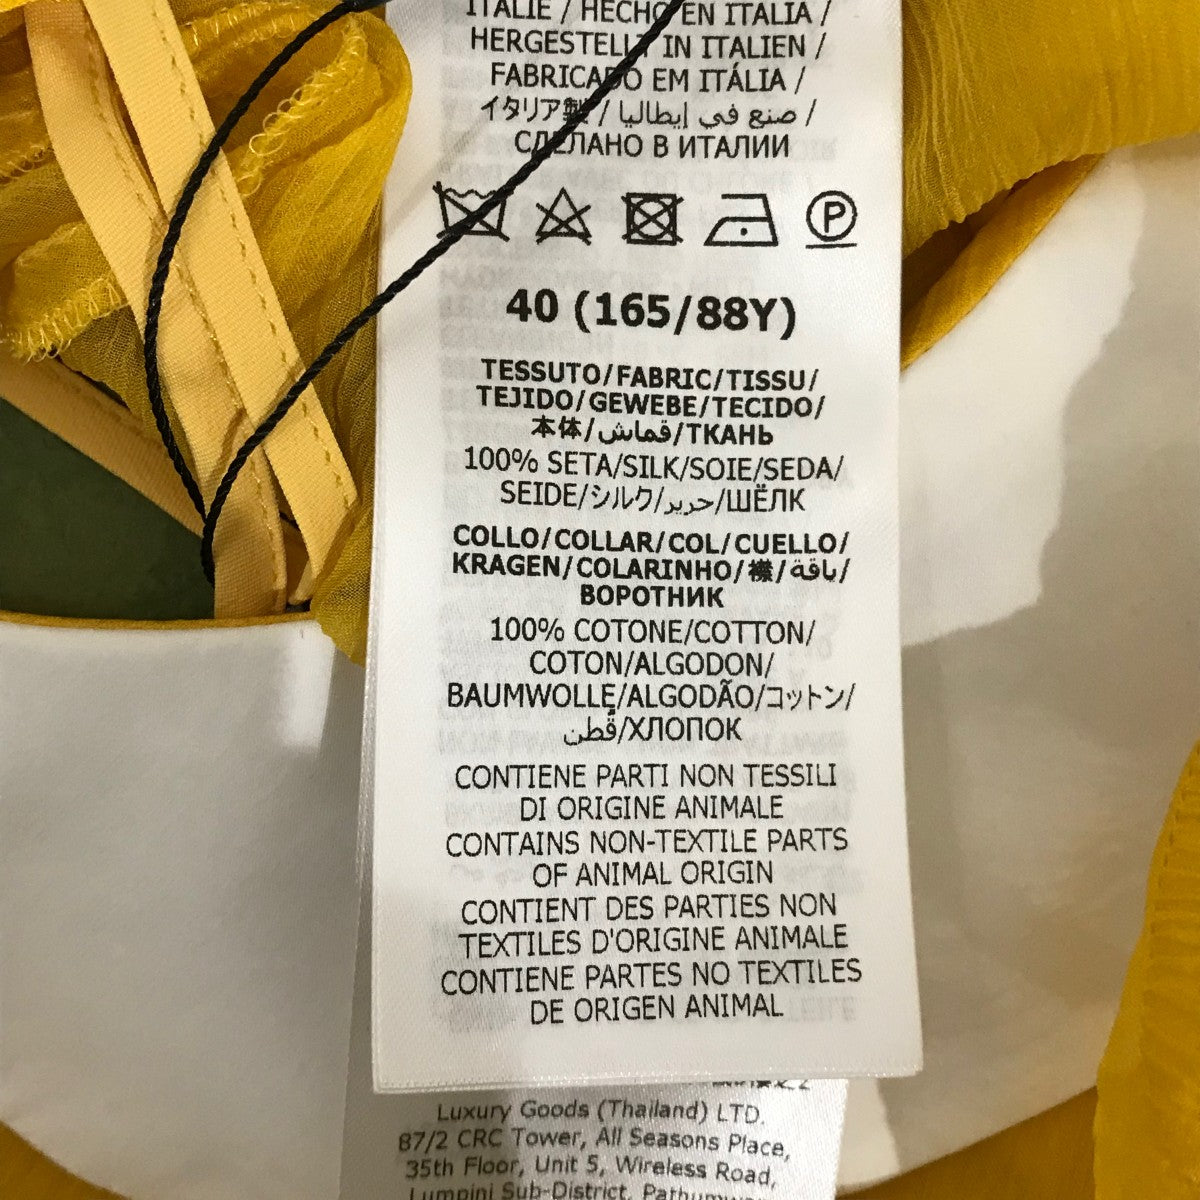 ITALIE / HECHO EN ITALIA /
HERGESTELLT IN ITALIEN /
FABRICADO EM ITÁLIA /
イタリア製 / صنع في إيطاليا /
СДЕЛАНО В ИТАЛИИ
P
40 (165/88Y)
TESSUTO/FABRIC/TISSU/
TEJIDO/GEWEBE/TECIDO/
本体/قماش/ТКАНЬ
100% SETA/SILK/SOIE/SEDA/
SEIDE/シルク/حرير/ШЁЛК
COLLO/COLLAR/COL/CUELLO/
KRAGEN/COLARINHO/襟/ياقة/
ВОРОТНИК
100% COTONE/COTTON/
COTON/ALGODON/
BAUMWOLLE/ALGODÃO/コットン/
قُطن/ХЛОПОК
CONTIENE PARTI NON TESSILI
DI ORIGINE ANIMALE
CONTAINS NON-TEXTILE PARTS
OF ANIMAL ORIGIN
CONTIENT DES PARTIES NON
TEXTILES D'ORIGINE ANIMALE
CONTIENE PARTES NO TEXTILES
DE ORIGEN ANIMAL
Luxury Goods (Thailand) LTD.
87/2 CRC Tower, All Seasons Place,
35th Floor, Unit 5, Wireless Road,
Lumpini Sub-District,